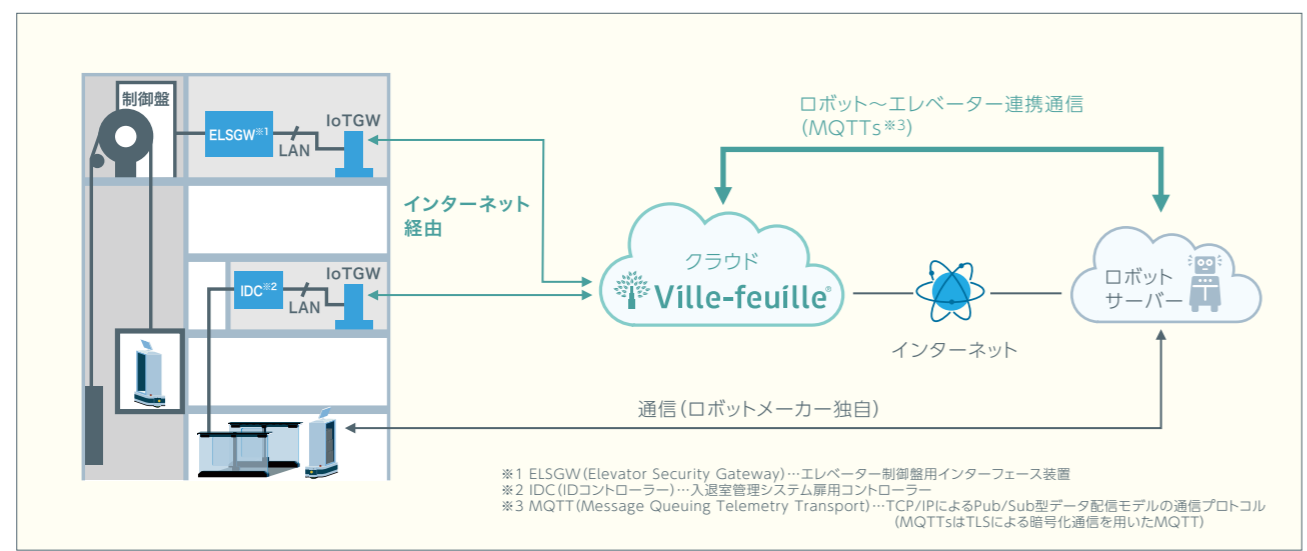 制御盤
ELSGW※1
LAN
IoTGW
インターネット
経由
IDC※2
LAN
IoTGW
ロボット〜エレベーター連携通信
(MQTTs※3)
クラウド
Ville-feuille®
インターネット
ロボット
サーバー
通信(ロボットメーカー独自)
※1 ELSGW(Elevator Security Gateway)…エレベーター制御盤用インターフェース装置
※2 IDC(IDコントローラー)…入退室管理システム扉用コントローラー
※3 MQTT(Message Queuing Telemetry Transport)…TCP/IPによるPub/Sub型データ配信モデルの通信プロトコル
(MQTTsはTLSによる暗号化通信を用いたMQTT)